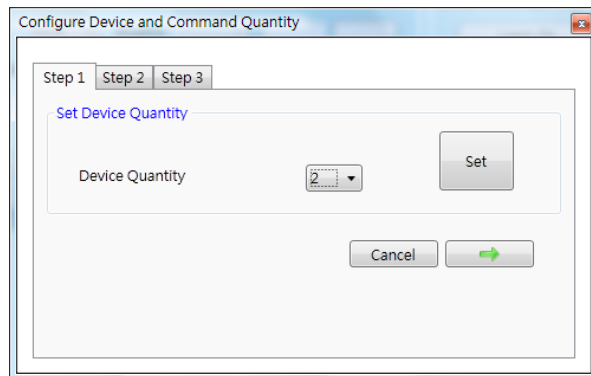 Configure Device and Command Quantity
Step 1 Step 2 Step 3
Set Device Quantity
Device Quantity 2 Set
Cancel